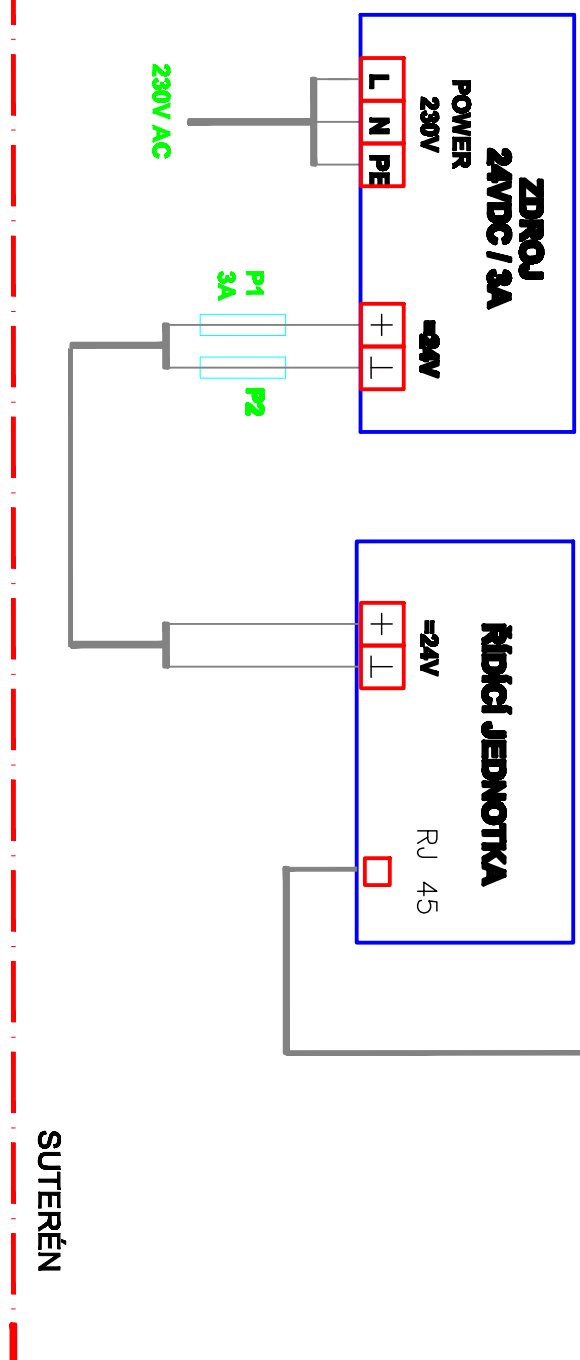 ZDROJ
24VDC / 3A
POWER
230V
L
N
PE
=24V
+
⊥
230V AC
P1
3A
P2
ŘÍDÍCÍ JEDNOTKA
=24V
+
⊥
RJ 45
SUTERÉN